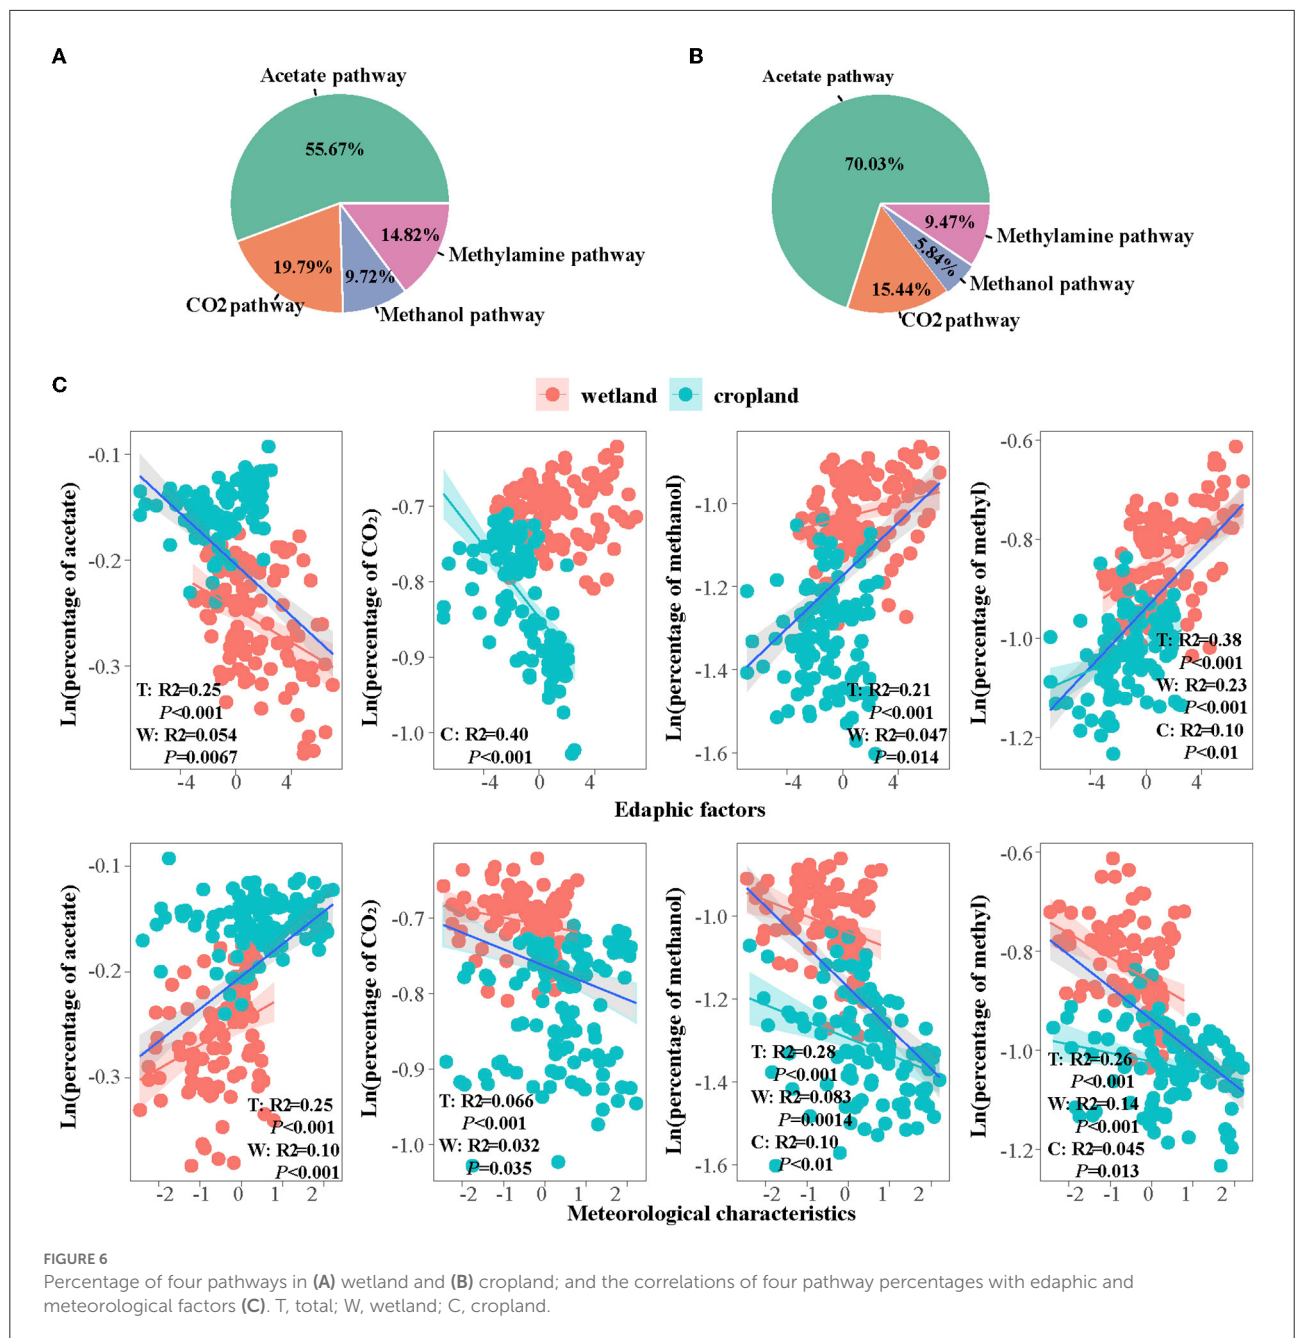 A
B
Acetate pathway
Acetate pathway
55.67%
70.03%
14.82%
9.47%
Methylamine pathway
Methylamine pathway
19.79%
9.72%
5.84%
15.44%
CO2 pathway
Methanol pathway
Methanol pathway
CO2 pathway
C
wetland
cropland
Ln(percentage of acetate)
-0.1
-0.2
-0.3
T: R2=0.25
P<0.001
W: R2=0.054
P=0.0067
-4 0 4
Ln(percentage of CO₂)
-0.7
-0.8
-0.9
-1.0
C: R2=0.40
P<0.001
-4 0 4
Ln(percentage of methanol)
-1.0
-1.2
-1.4
-1.6
T: R2=0.21
P<0.001
W: R2=0.047
P=0.014
-4 0 4
Ln(percentage of methyl)
-0.6
-0.8
-1.0
-1.2
T: R2=0.38
P<0.001
W: R2=0.23
P<0.001
C: R2=0.10
P<0.01
-4 0 4
Edaphic factors
Ln(percentage of acetate)
-0.1
-0.2
-0.3
T: R2=0.25
P<0.001
W: R2=0.10
P<0.001
-2 -1 0 1 2
Ln(percentage of CO₂)
-0.7
-0.8
-0.9
-1.0
T: R2=0.066
P<0.001
W: R2=0.032
P=0.035
-2 -1 0 1 2
Ln(percentage of methanol)
-1.0
-1.2
-1.4
-1.6
T: R2=0.28
P<0.001
W: R2=0.083
P=0.0014
C: R2=0.10
P<0.01
-2 -1 0 1 2
Ln(percentage of methyl)
-0.6
-0.8
-1.0
-1.2
T: R2=0.26
P<0.001
W: R2=0.14
P<0.001
C: R2=0.045
P=0.013
-2 -1 0 1 2
Meteorological characteristics
FIGURE 6
Percentage of four pathways in (A) wetland and (B) cropland; and the correlations of four pathway percentages with edaphic and
meteorological factors (C). T, total; W, wetland; C, cropland.